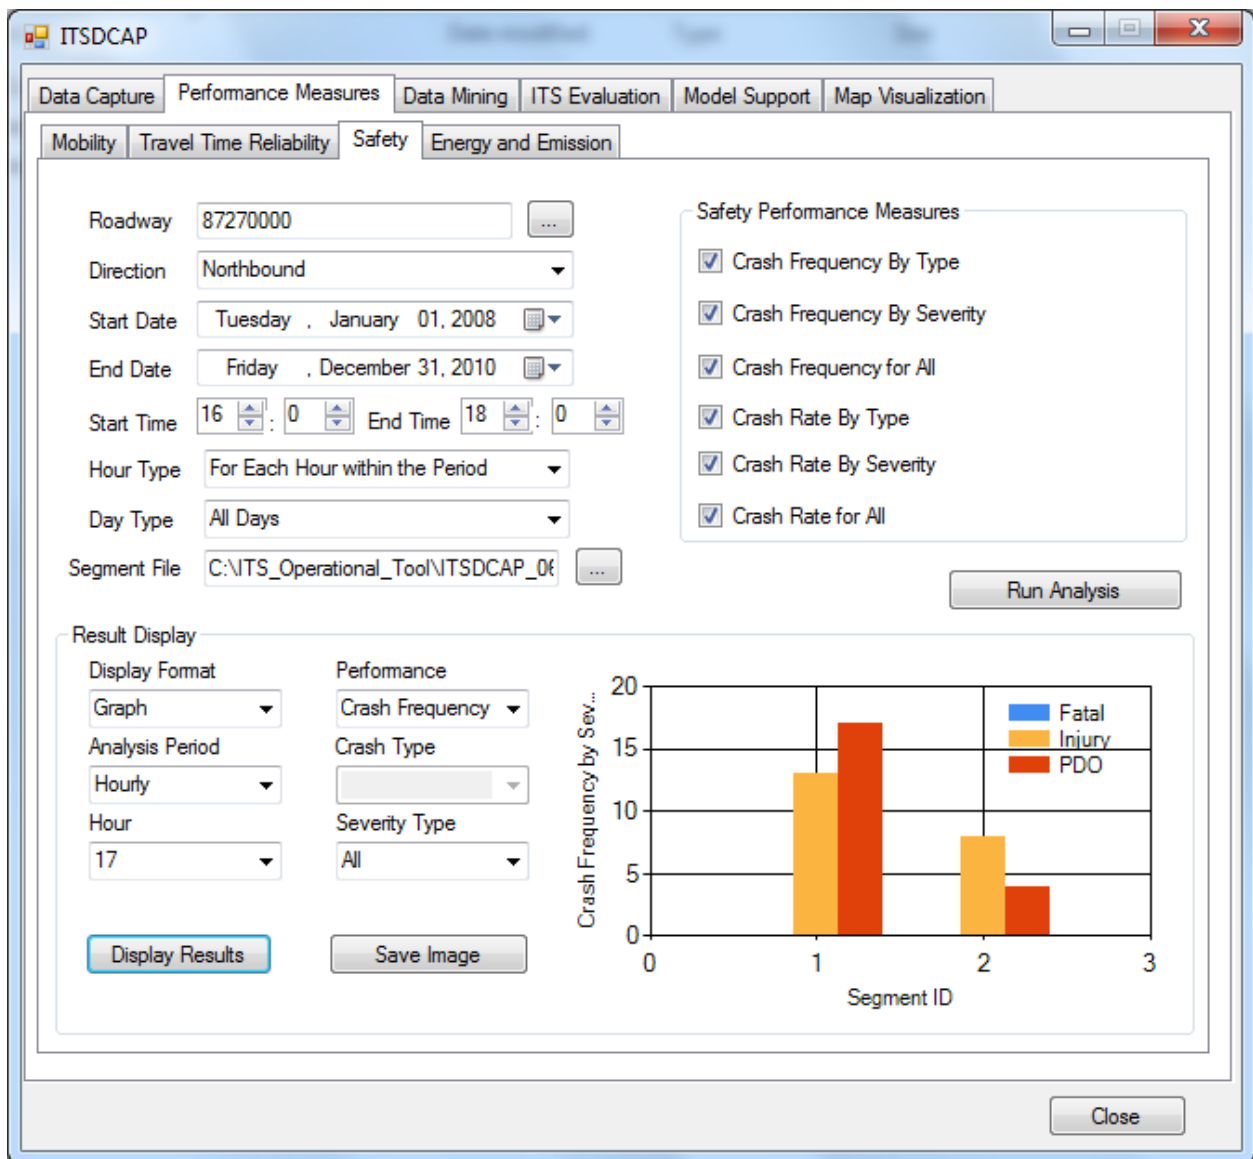 ITSDCAP
Data Capture Performance Measures Data Mining ITS Evaluation Model Support Map Visualization
Mobility Travel Time Reliability Safety Energy and Emission
Roadway 87270000 ...
Direction Northbound
Start Date Tuesday , January 01, 2008
End Date Friday , December 31, 2010
Start Time 16 : 0 End Time 18 : 0
Hour Type For Each Hour within the Period
Day Type All Days
Segment File C:\ITS_Operational_Tool\ITSDCAP_06 ...
Safety Performance Measures
Crash Frequency By Type
Crash Frequency By Severity
Crash Frequency for All
Crash Rate By Type
Crash Rate By Severity
Crash Rate for All
Run Analysis
Result Display
Display Format Performance
Graph Crash Frequency
Analysis Period Crash Type
Hourly
Hour Severity Type
17 All
Display Results Save Image
Crash Frequency by Sev...
20
15
10
5
0
0 1 2 3
Segment ID
Fatal
Injury
PDO
Close